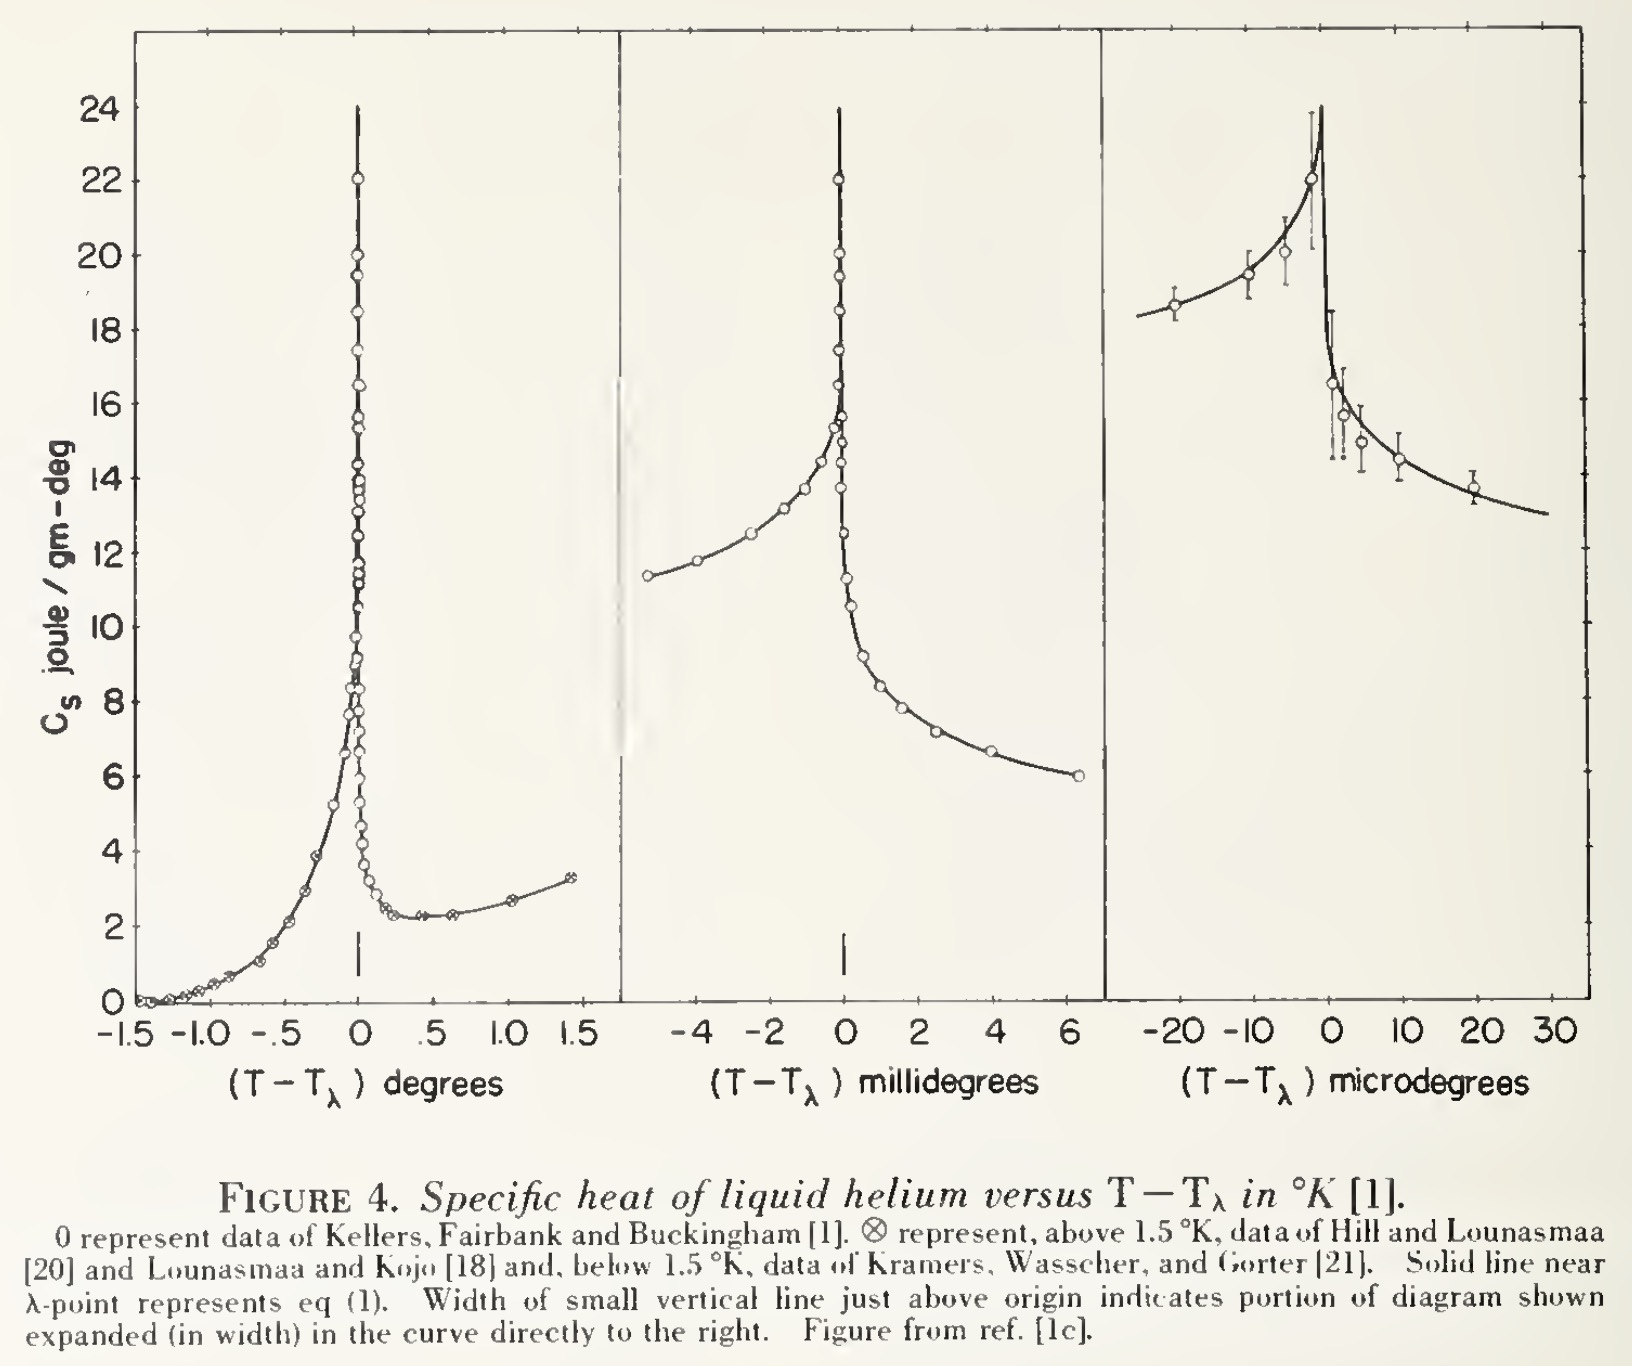 24
22
20
18
16
14
12
10
8
6
4
2
0
Cs joule / gm-deg
-1.5 -1.0 -.5 0 .5 1.0 1.5
-4 -2 0 2 4 6
-20 -10 0 10 20 30
(T-Tλ) degrees
(T-Tλ) millidegrees
(T-Tλ) microdegrees
FIGURE 4. Specific heat of liquid helium versus T-Tλ in °K [1].
0 represent data of Kellers, Fairbank and Buckingham [1]. ⊗ represent, above 1.5 °K, data of Hill and Lounasmaa
[20] and Lounasmaa and Kojo [18] and, below 1.5 °K, data of Kramers, Wasscher, and Gorter [21]. Solid line near
λ-point represents eq (1). Width of small vertical line just above origin indicates portion of diagram shown
expanded (in width) in the curve directly to the right. Figure from ref. [1c].